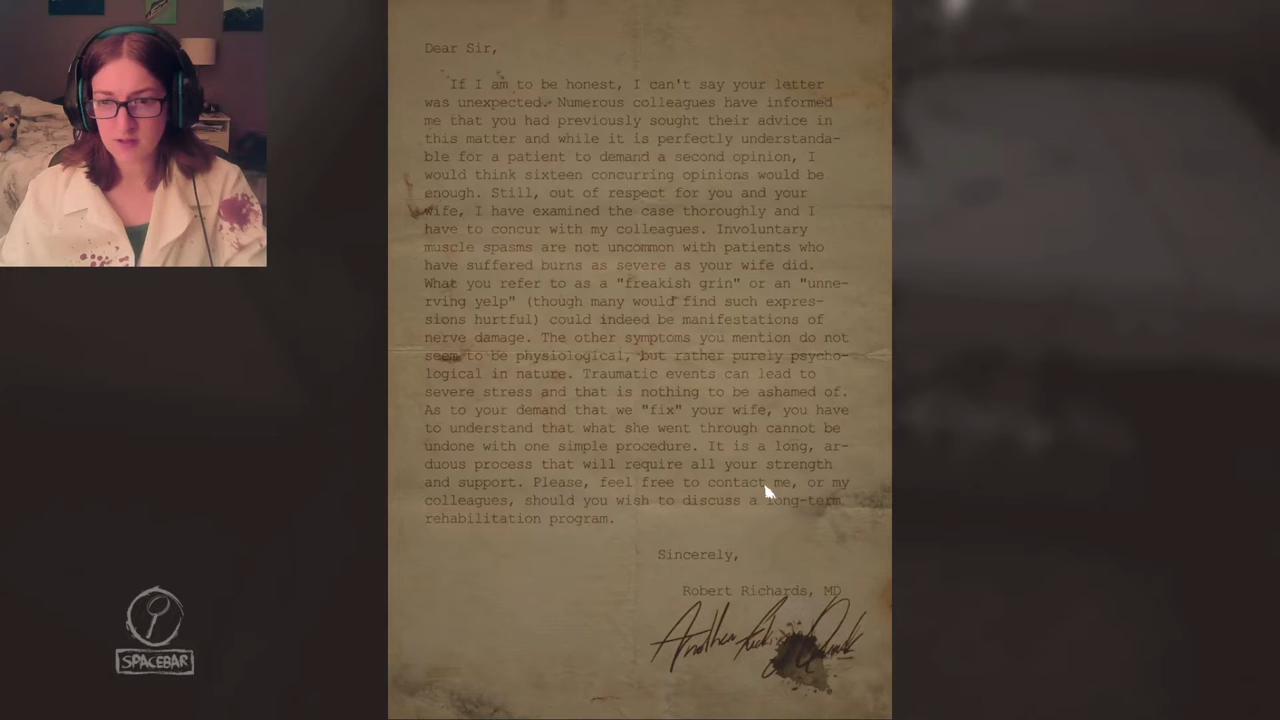 Dear Sir,
If I am to be honest, I can't say your letter
was unexpected. Numerous colleagues have informed
me that you had previously sought their advice in
this matter and while it is perfectly understanda-
ble for a patient to demand a second opinion, I
would think sixteen concurring opinions would be
enough. Still, out of respect for you and your
wife, I have examined the case thoroughly and I
have to concur with my colleagues. Involuntary
muscle spasms are not uncommon with patients who
have suffered burns as severe as your wife did.
What you refer to as a "freakish grin" or an "unne-
rving yelp" (though many would find such expres-
sions hurtful) could indeed be manifestations of
nerve damage. The other symptoms you mention do not
seem to be physiological, but rather purely psycho-
logical in nature. Traumatic events can lead to
severe stress and that is nothing to be ashamed of.
As to your demand that we "fix" your wife, you have
to understand that what she went through cannot be
undone with one simple procedure. It is a long, ar-
duous process that will require all your strength
and support. Please, feel free to contact me, or my
colleagues, should you wish to discuss a long-term
rehabilitation program.
Sincerely,
Robert Richards, MD
Another
SPACEBAR